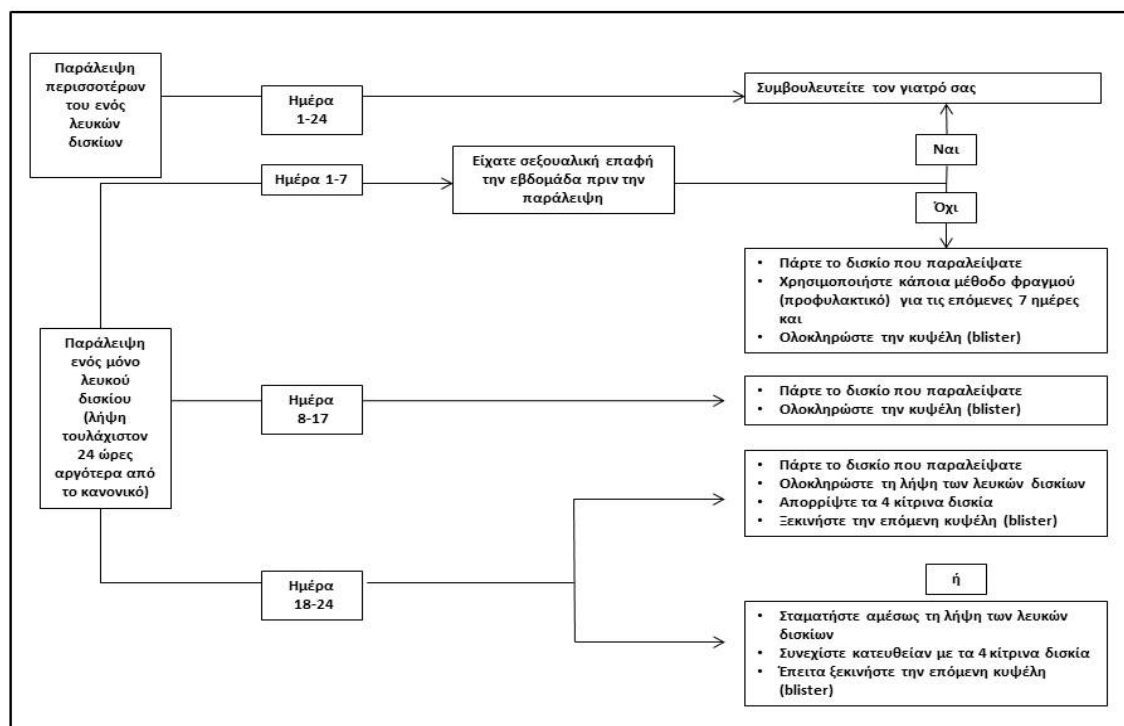 Παράλειψη
περισσοτέρων
του ενός
λευκών
δισκίων
Ημέρα
1-24
Συμβουλευτείτε τον γιατρό σας
Ημέρα 1-7
Είχατε σεξουαλική επαφή
την εβδομάδα πριν την
παράλειψη
Ναι
Όχι
• Πάρτε το δισκίο που παραλείψατε
• Χρησιμοποιήστε κάποια μέθοδο φραγμού
(προφυλακτικό) για τις επόμενες 7 ημέρες
και
• Ολοκληρώστε την κυψέλη (blister)
Παράλειψη
ενός μόνο
λευκού
δισκίου
(λήψη
τουλάχιστον
24 ώρες
αργότερα από
το κανονικό)
Ημέρα
8-17
• Πάρτε το δισκίο που παραλείψατε
• Ολοκληρώστε την κυψέλη (blister)
• Πάρτε το δισκίο που παραλείψατε
• Ολοκληρώστε τη λήψη των λευκών δισκίων
• Απορρίψτε τα 4 κίτρινα δισκία
• Ξεκινήστε την επόμενη κυψέλη (blister)
Ημέρα
18-24
ή
• Σταματήστε αμέσως τη λήψη των λευκών
δισκίων
• Συνεχίστε κατευθείαν με τα 4 κίτρινα δισκία
• Έπειτα ξεκινήστε την επόμενη κυψέλη
(blister)